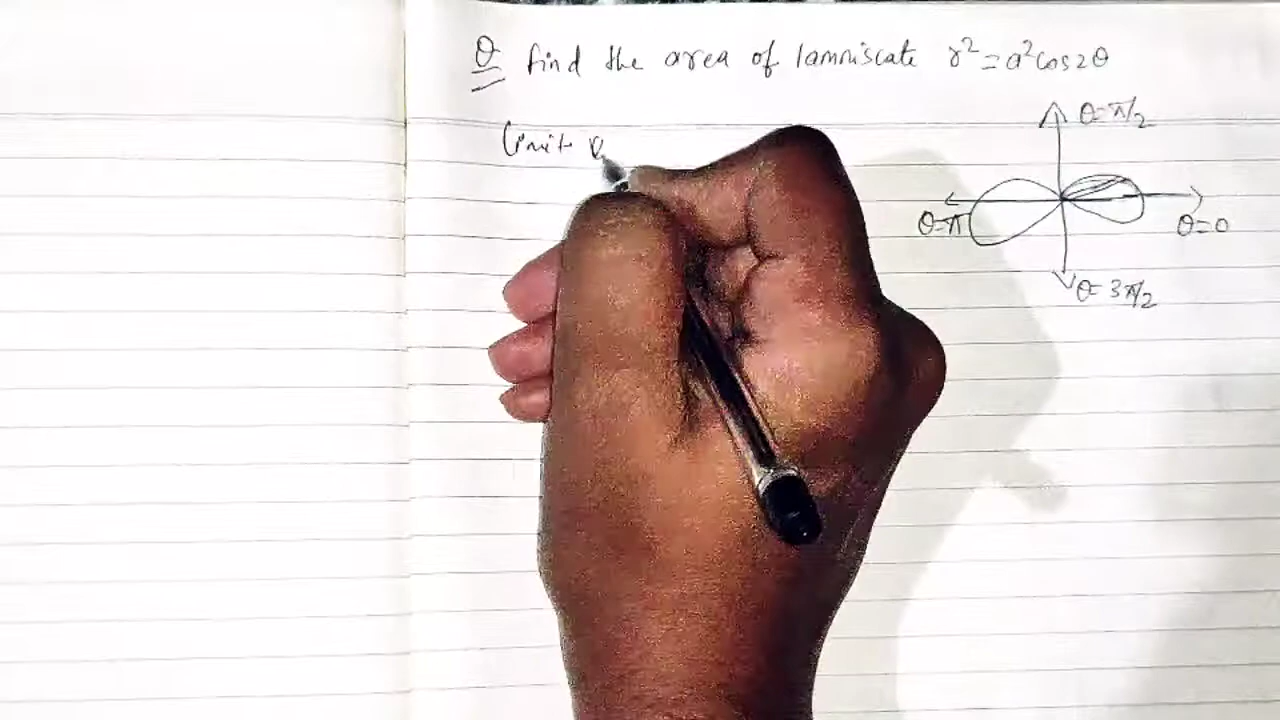 Q find the area of lamniscate r²=a²cos2θ
limit
θ=π/2
θ=π
θ=0
θ=3π/2